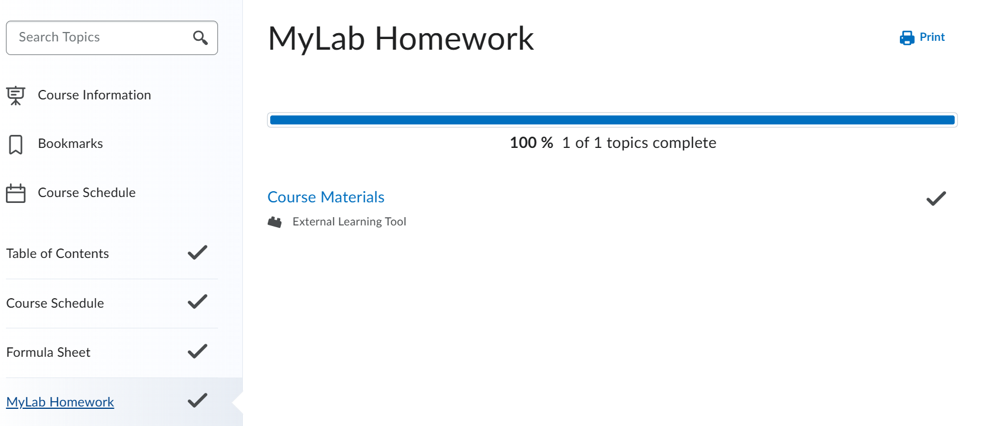 Search Topics
Course Information
Bookmarks
Course Schedule
Table of Contents
Course Schedule
Formula Sheet
MyLab Homework
MyLab Homework
Print
100 % 1 of 1 topics complete
Course Materials
External Learning Tool